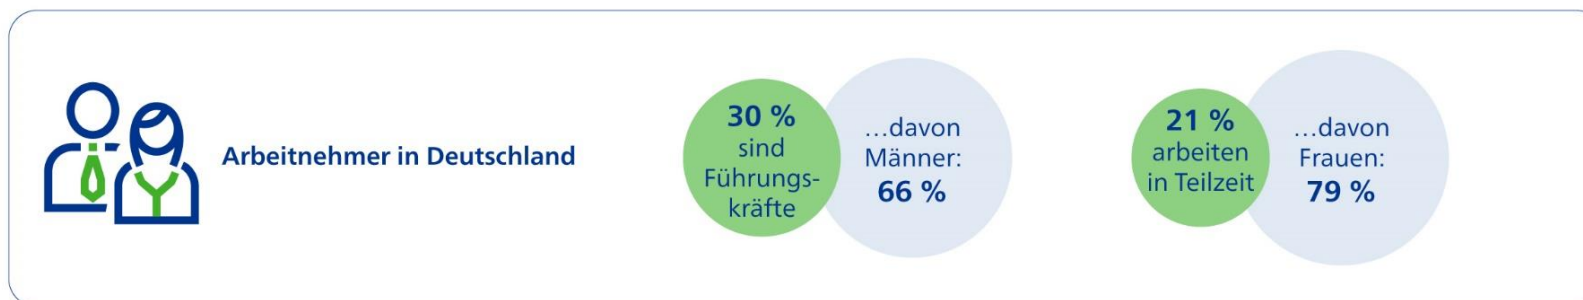 Arbeitnehmer in Deutschland
30 %
sind
Führungs-
kräfte
…davon
Männer:
66 %
21 %
arbeiten
in Teilzeit
…davon
Frauen:
79 %